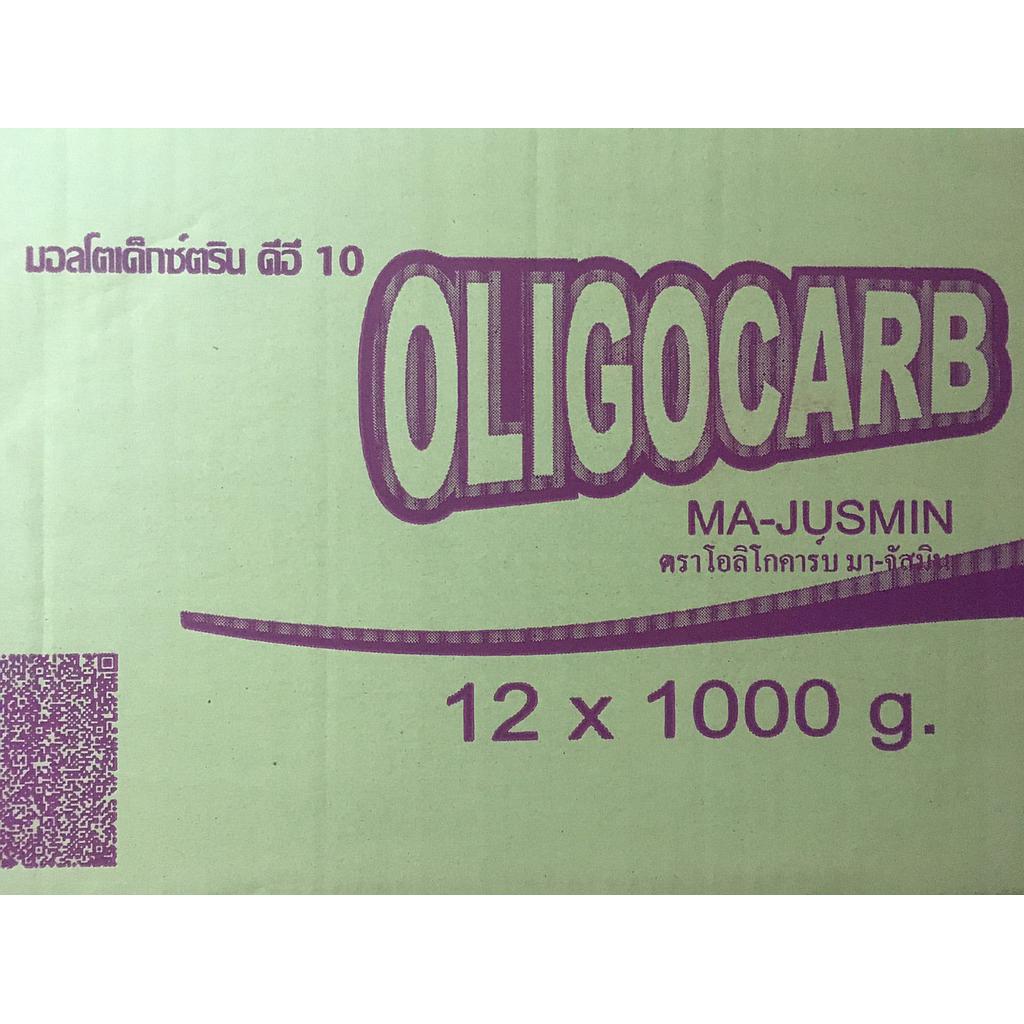 มอลโตเด็กซ์ตริน ดีอี 10
OLIGOCARB
MA-JUSMIN
ตราโอลิโกคาร์บ มา-จัสมิน
12 x 1000 g.